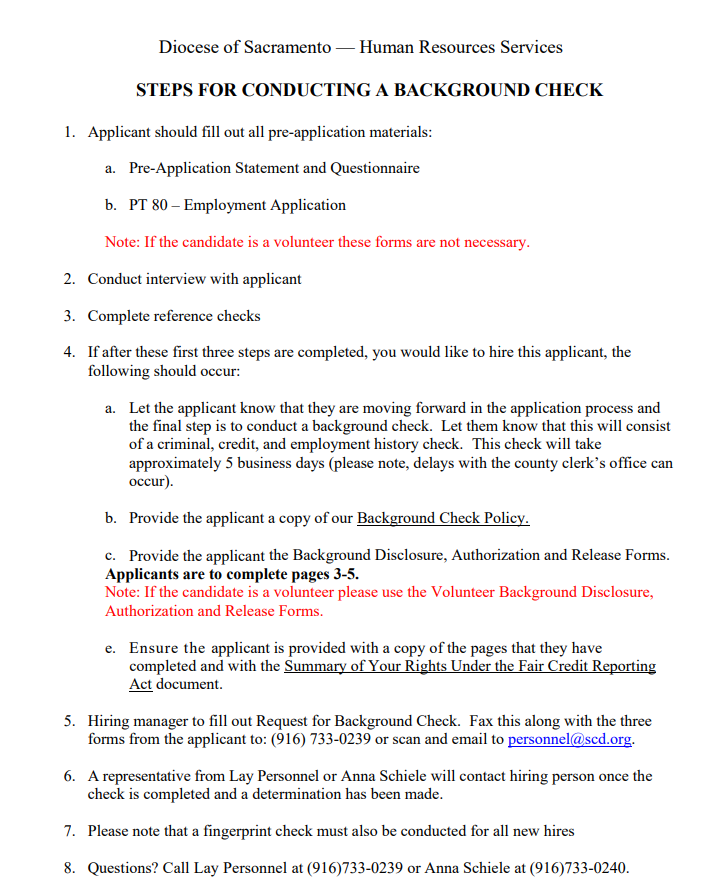 Diocese of Sacramento — Human Resources Services
STEPS FOR CONDUCTING A BACKGROUND CHECK
1. Applicant should fill out all pre-application materials:
a. Pre-Application Statement and Questionnaire
b. PT 80 – Employment Application
Note: If the candidate is a volunteer these forms are not necessary.
2. Conduct interview with applicant
3. Complete reference checks
4. If after these first three steps are completed, you would like to hire this applicant, the
following should occur:
a. Let the applicant know that they are moving forward in the application process and
the final step is to conduct a background check. Let them know that this will consist
of a criminal, credit, and employment history check. This check will take
approximately 5 business days (please note, delays with the county clerk’s office can
occur).
b. Provide the applicant a copy of our Background Check Policy.
c. Provide the applicant the Background Disclosure, Authorization and Release Forms.
Applicants are to complete pages 3-5.
Note: If the candidate is a volunteer please use the Volunteer Background Disclosure,
Authorization and Release Forms.
e. Ensure the applicant is provided with a copy of the pages that they have
completed and with the Summary of Your Rights Under the Fair Credit Reporting
Act document.
5. Hiring manager to fill out Request for Background Check. Fax this along with the three
forms from the applicant to: (916) 733-0239 or scan and email to personnel@scd.org.
6. A representative from Lay Personnel or Anna Schiele will contact hiring person once the
check is completed and a determination has been made.
7. Please note that a fingerprint check must also be conducted for all new hires
8. Questions? Call Lay Personnel at (916)733-0239 or Anna Schiele at (916)733-0240.